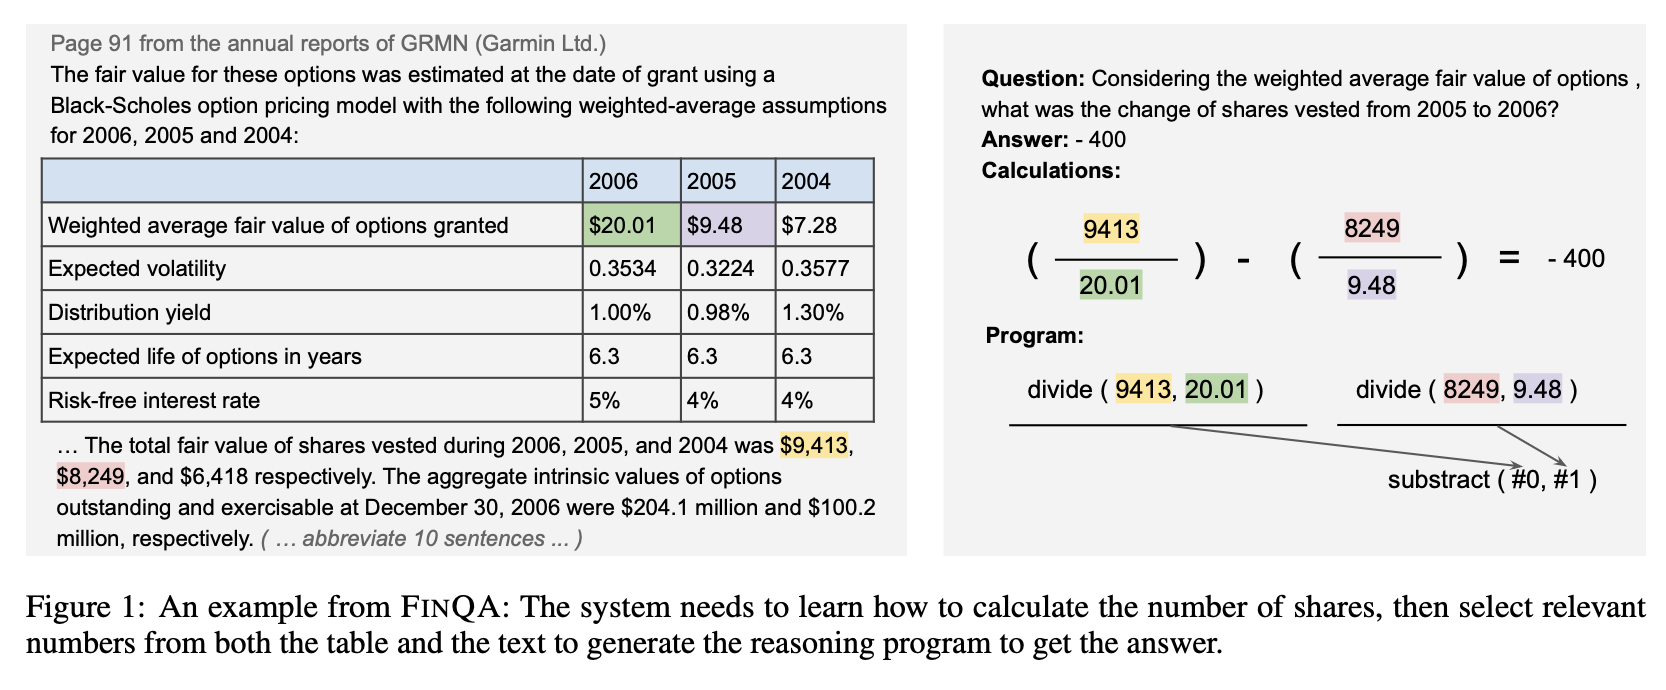 Page 91 from the annual reports of GRMN (Garmin Ltd.)
The fair value for these options was estimated at the date of grant using a
Black-Scholes option pricing model with the following weighted-average assumptions
for 2006, 2005 and 2004:
2006 2005 2004
Weighted average fair value of options granted $20.01 $9.48 $7.28
Expected volatility 0.3534 0.3224 0.3577
Distribution yield 1.00% 0.98% 1.30%
Expected life of options in years 6.3 6.3 6.3
Risk-free interest rate 5% 4% 4%
… The total fair value of shares vested during 2006, 2005, and 2004 was $9,413,
$8,249, and $6,418 respectively. The aggregate intrinsic values of options
outstanding and exercisable at December 30, 2006 were $204.1 million and $100.2
million, respectively. ( … abbreviate 10 sentences ... )
Question: Considering the weighted average fair value of options ,
what was the change of shares vested from 2005 to 2006?
Answer: - 400
Calculations:
9413 8249
( ) - ( ) = - 400
20.01 9.48
Program:
divide ( 9413, 20.01 ) divide ( 8249, 9.48 )
substract ( #0, #1 )
Figure 1: An example from FINQA: The system needs to learn how to calculate the number of shares, then select relevant
numbers from both the table and the text to generate the reasoning program to get the answer.